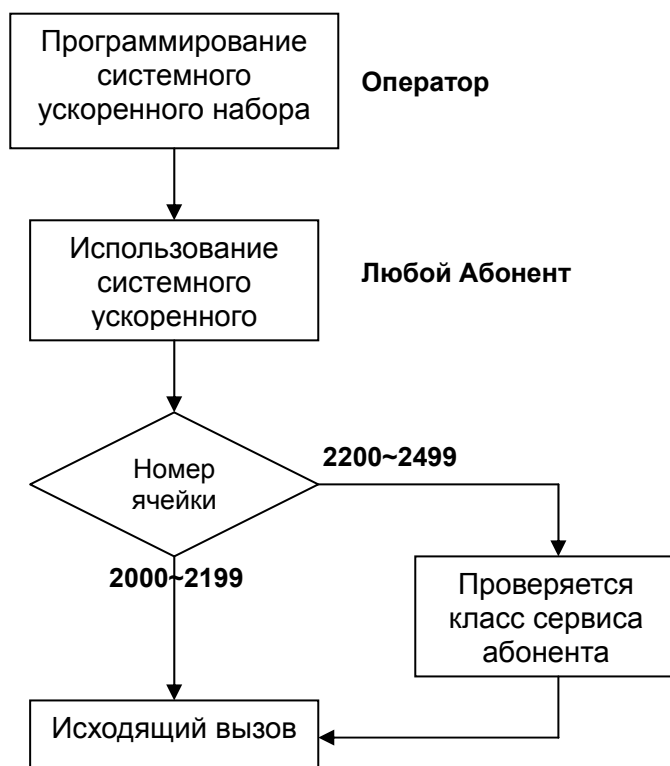 Программирование
системного
ускоренного набора
Оператор
Использование
системного
ускоренного
Любой Абонент
Номер
ячейки
2200~2499
2000~2199
Проверяется
класс сервиса
абонента
Исходящий вызов